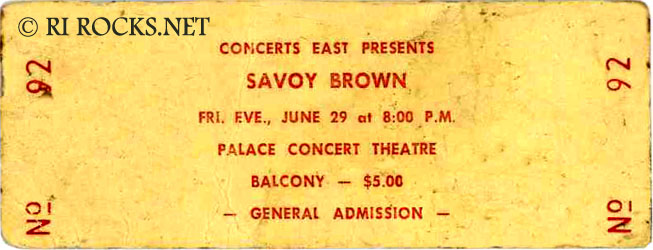 © RI ROCKS.NET
CONCERTS EAST PRESENTS
SAVOY BROWN
FRI. EVE., JUNE 29 at 8:00 P.M.
PALACE CONCERT THEATRE
BALCONY — $5.00
— GENERAL ADMISSION —
Nº 92
Nº 92